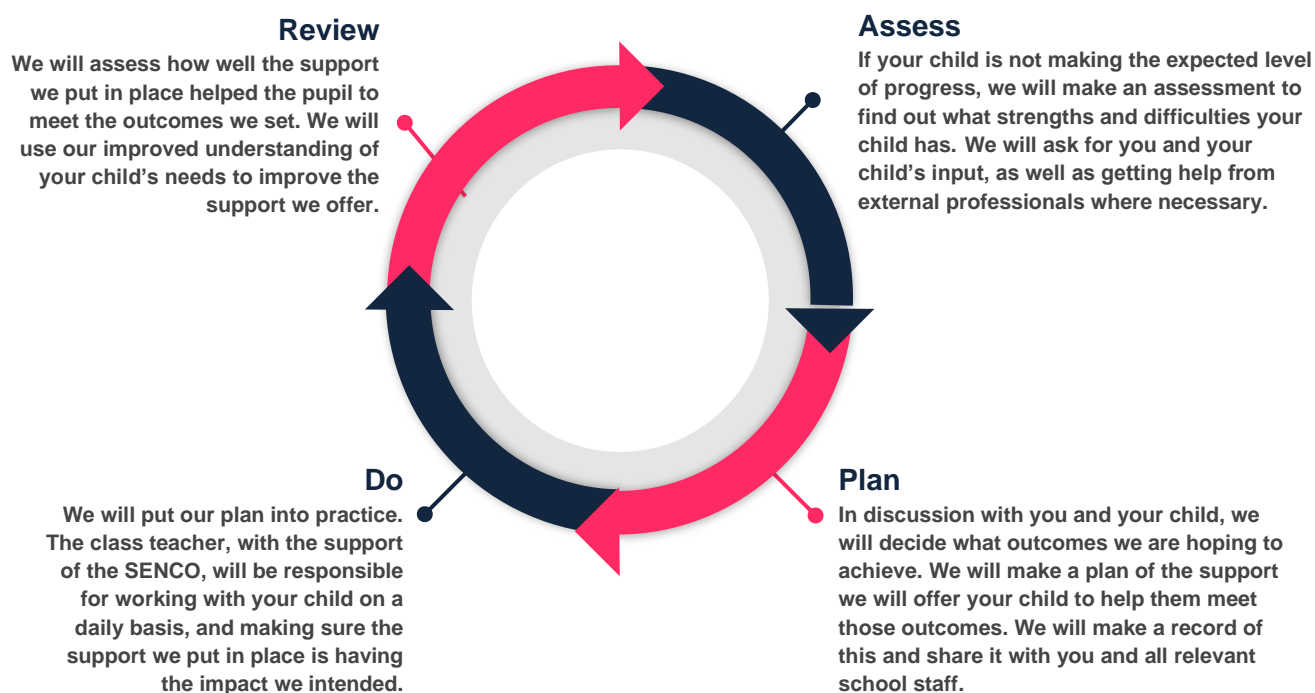 Review
We will assess how well the support
we put in place helped the pupil to
meet the outcomes we set. We will
use our improved understanding of
your child’s needs to improve the
support we offer.
Assess
If your child is not making the expected level
of progress, we will make an assessment to
find out what strengths and difficulties your
child has. We will ask for you and your
child’s input, as well as getting help from
external professionals where necessary.
Do
We will put our plan into practice.
The class teacher, with the support
of the SENCO, will be responsible
for working with your child on a
daily basis, and making sure the
support we put in place is having
the impact we intended.
Plan
In discussion with you and your child, we
will decide what outcomes we are hoping to
achieve. We will make a plan of the support
we will offer your child to help them meet
those outcomes. We will make a record of
this and share it with you and all relevant
school staff.